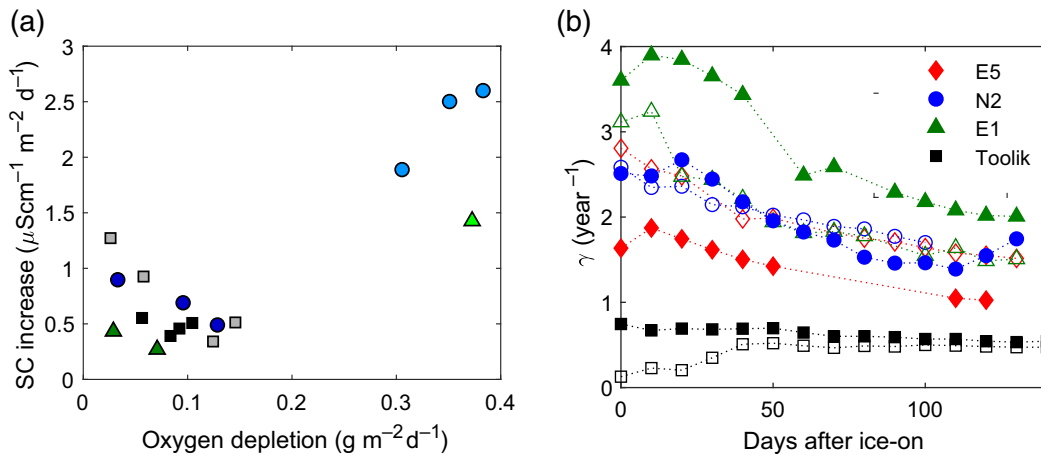 (a)
3
2.5
2
1.5
1
0.5
0
SC increase (μScm⁻¹ m⁻² d⁻¹)
0 0.1 0.2 0.3 0.4
Oxygen depletion (g m⁻²d⁻¹)
(b)
4
3
2
1
0
γ (year⁻¹)
E5
N2
E1
Toolik
0 50 100
Days after ice-on